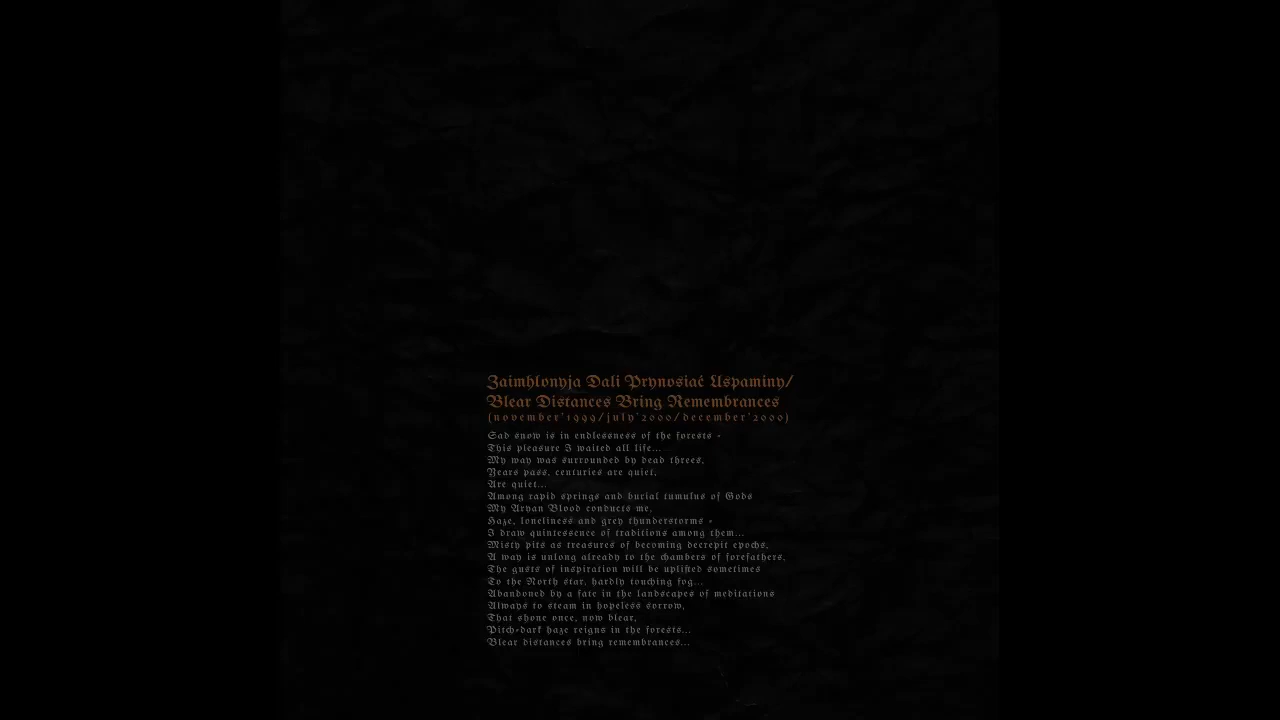 Zaimhlonyja Dali Prynosiać Uspaminy/
Blear Distances Bring Remembrances
(november'1999/july'2000/december'2000)
Sad snow is in endlessness of the forests -
This pleasure I waited all life...
My way was surrounded by dead threes,
Years pass, centuries are quiet,
Are quiet...
Among rapid springs and burial tumulus of Gods
My Aryan Blood conducts me,
Haze, loneliness and grey thunderstorms -
I draw quintessence of traditions among them...
Misty pits as treasures of becoming decrepit epochs,
A way is unlong already to the chambers of forefathers,
The gusts of inspiration will be uplifted sometimes
To the North star, hardly touching fog...
Abandoned by a fate in the landscapes of meditations
Always to steam in hopeless sorrow,
That shone once, now blear,
Pitch-dark haze reigns in the forests...
Blear distances bring remembrances...